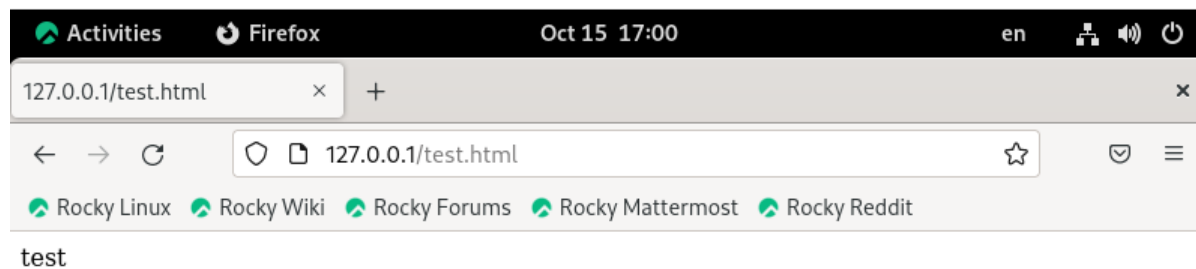 Activities Firefox Oct 15 17:00 en
127.0.0.1/test.html
127.0.0.1/test.html
Rocky Linux Rocky Wiki Rocky Forums Rocky Mattermost Rocky Reddit
test